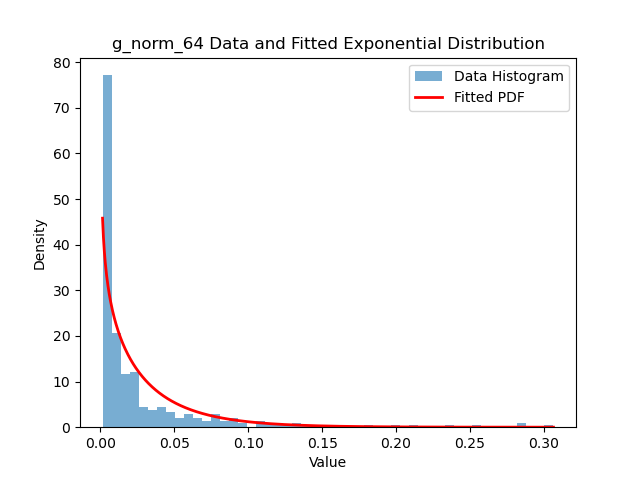 g_norm_64 Data and Fitted Exponential Distribution
Data Histogram
Fitted PDF
80
70
60
50
40
30
20
10
0
Density
0.00 0.05 0.10 0.15 0.20 0.25 0.30
Value